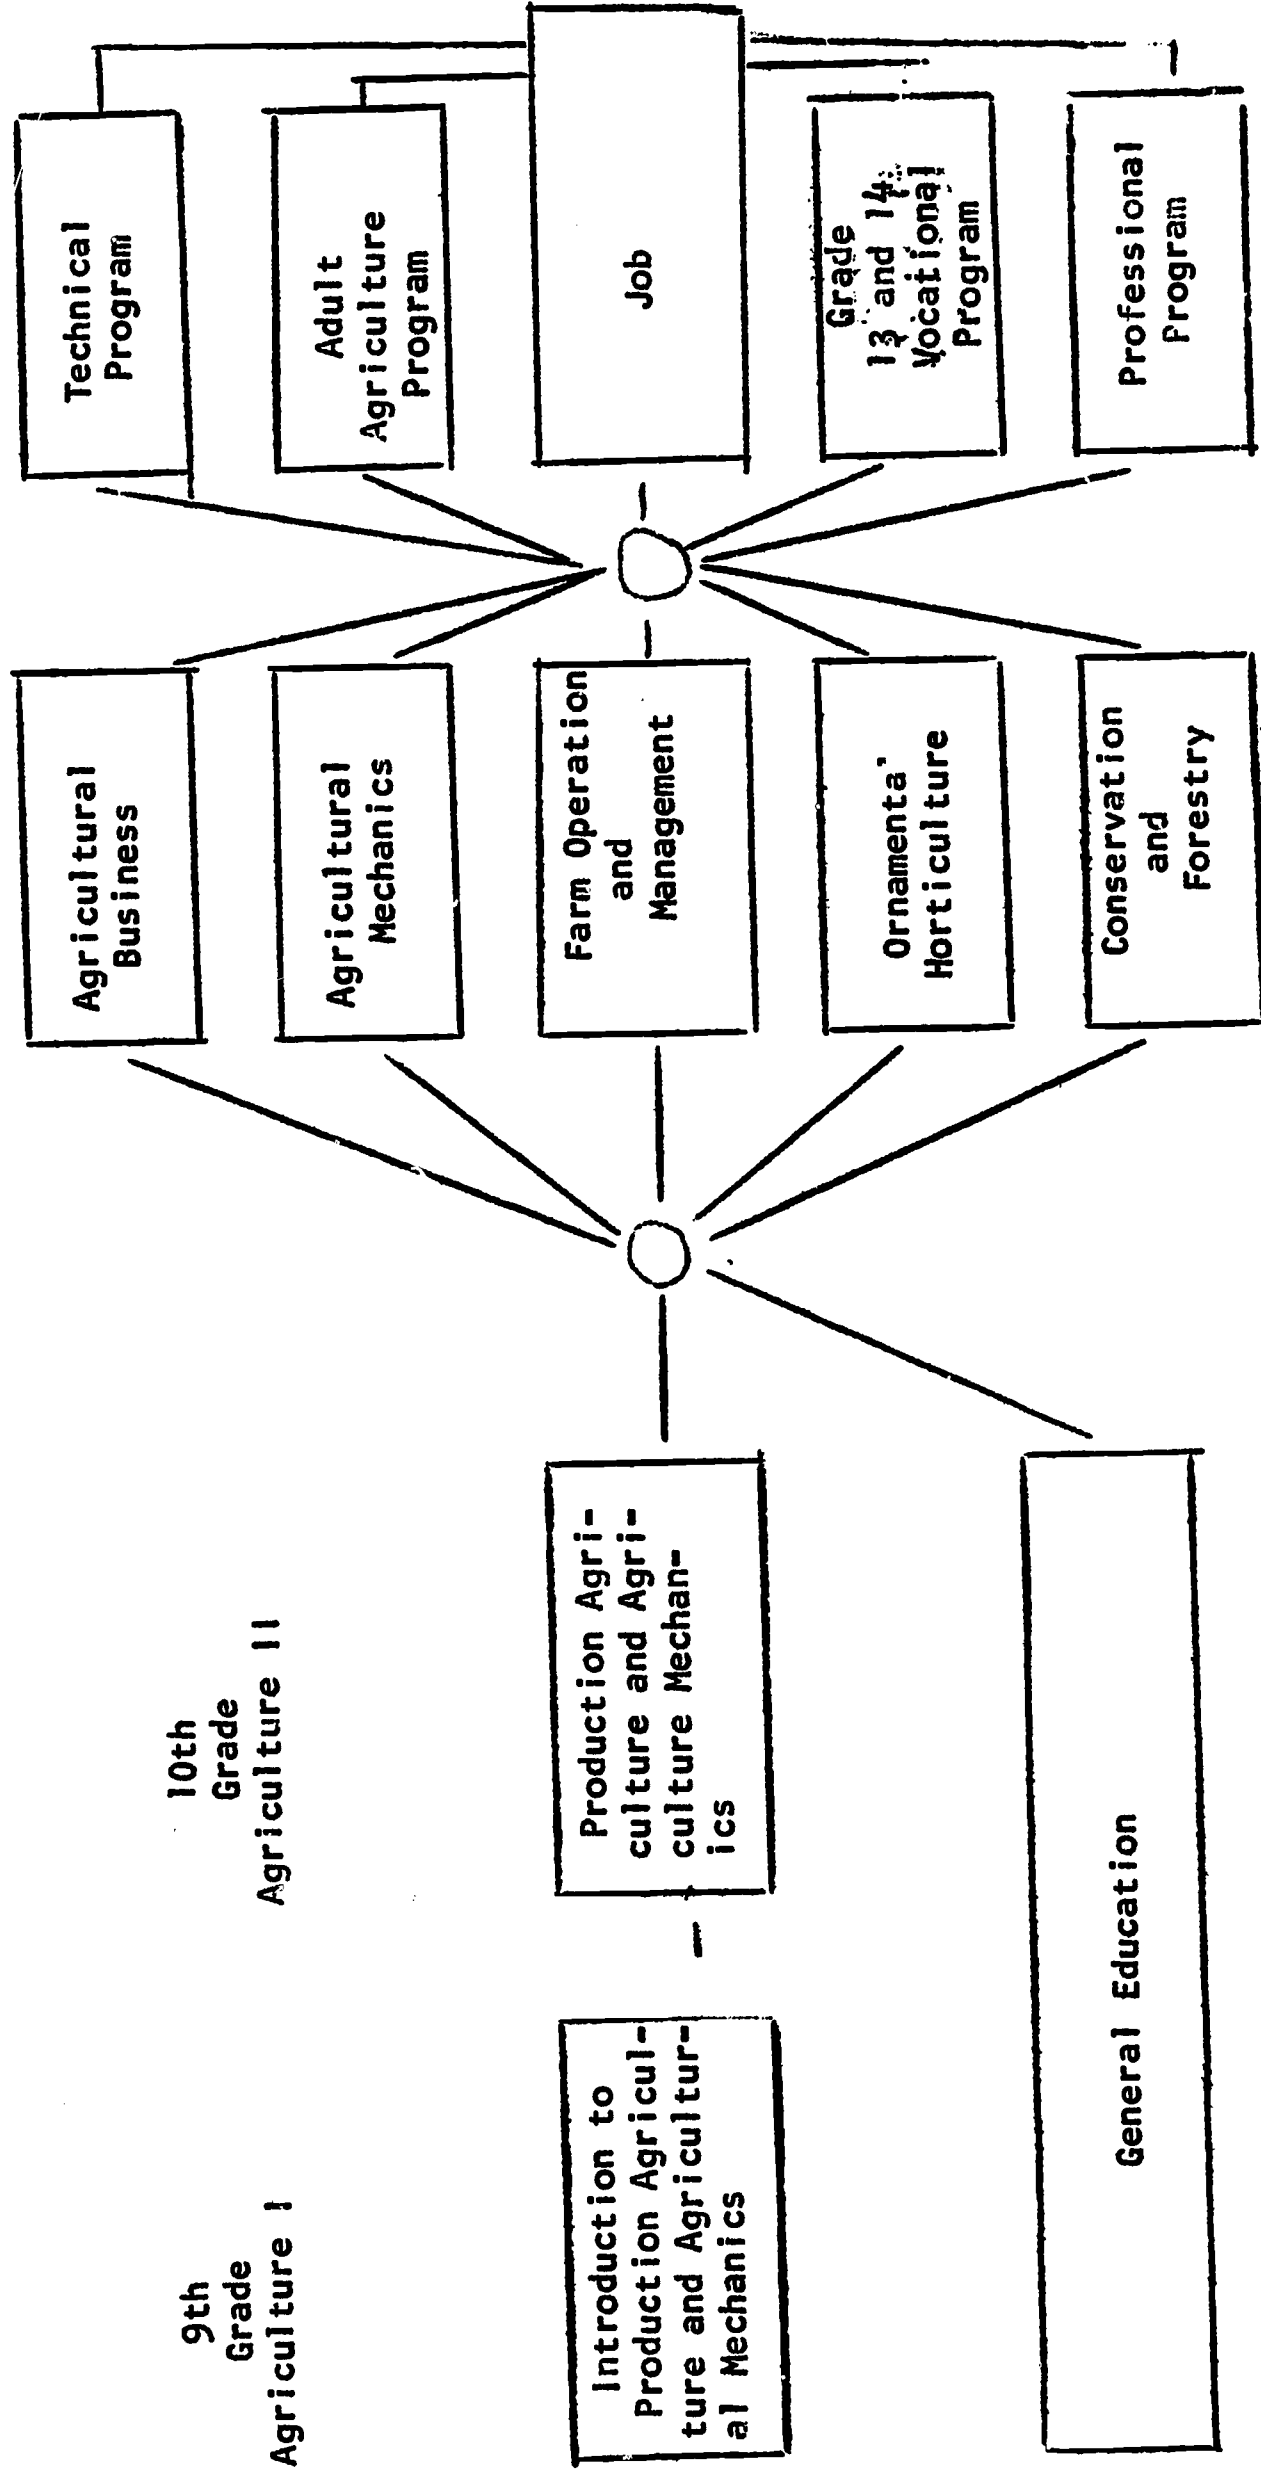 9th
Grade
Agriculture I
10th
Grade
Agriculture II
Introduction to
Production Agricul-
ture and Agricultur-
al Mechanics
Production Agri-
culture and Agri-
culture Mechan-
ics
General Education
Agricultural
Business
Agricultural
Mechanics
Farm Operation
and
Management
Ornamenta'
Horticulture
Conservation
and
Forestry
Technical
Program
Adult
Agriculture
Program
Job
Grade
13 and 14
Vocational
Program
Professional
Program